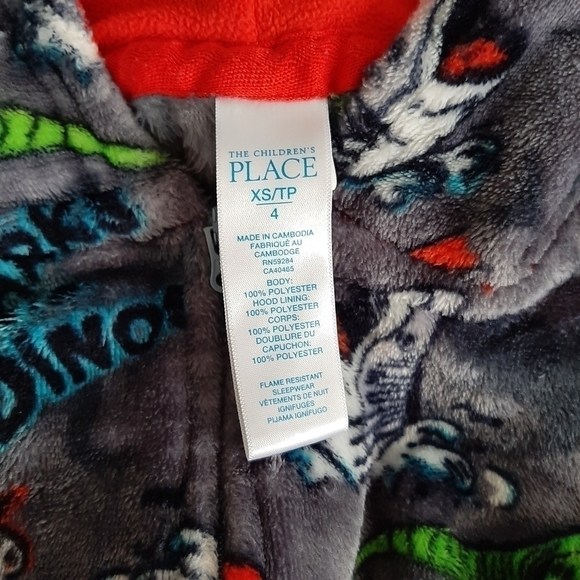 THE CHILDREN'S
PLACE
XS/TP
4
MADE IN CAMBODIA
FABRIQUÉ AU
CAMBODGE
RN59284
CA40465
BODY:
100% POLYESTER
HOOD LINING:
100% POLYESTER
CORPS:
100% POLYESTER
DOUBLURE DU
CAPUCHON:
100% POLYESTER
FLAME RESISTANT
SLEEPWEAR
VÊTEMENTS DE NUIT
IGNIFUGES
PIJAMA IGNÍFUGO